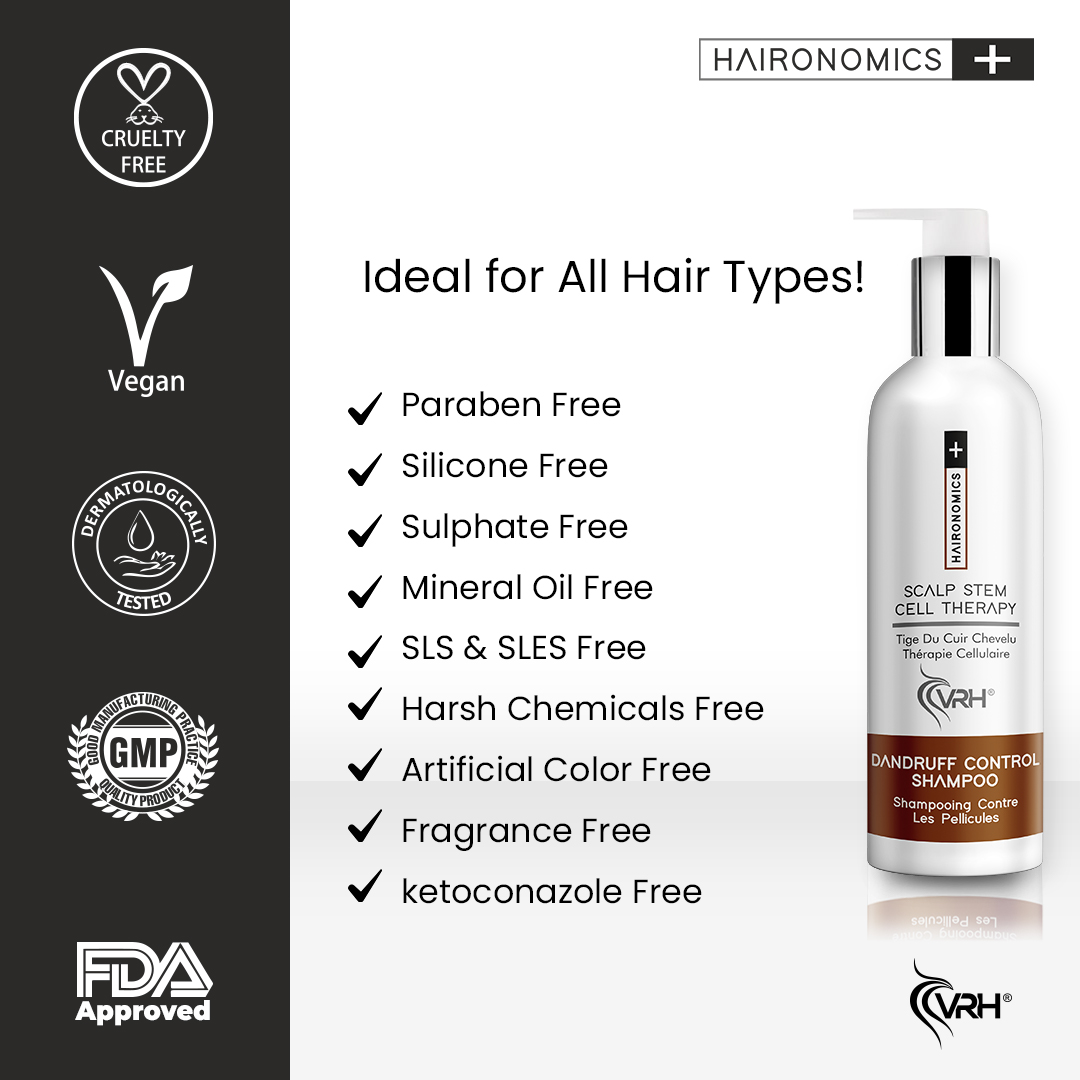 CRUELTY
FREE
Vegan
DERMATOLOGICALLY
TESTED
GOOD MANUFACTURING PRACTICE
GMP
QUALITY PRODUCT
FDA
Approved
HAIRONOMICS +
Ideal for All Hair Types!
Paraben Free
Silicone Free
Sulphate Free
Mineral Oil Free
SLS & SLES Free
Harsh Chemicals Free
Artificial Color Free
Fragrance Free
ketoconazole Free
HAIRONOMICS +
SCALP STEM
CELL THERAPY
Tige Du Cuir Chevelu
Thérapie Cellulaire
VRH®
DANDRUFF CONTROL
SHAMPOO
Shampooing Contre
Les Pellicules
VRH®